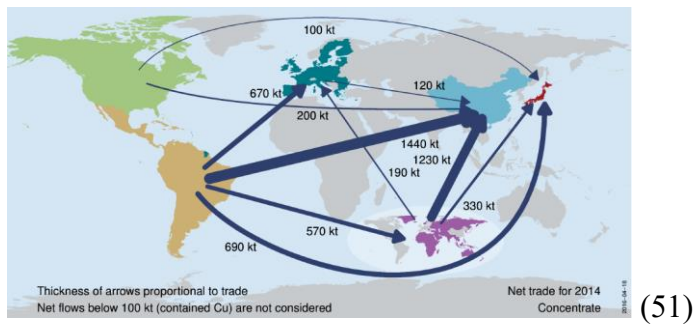 100 kt
670 kt
120 kt
200 kt
1440 kt
1230 kt
190 kt
570 kt
330 kt
690 kt
Thickness of arrows proportional to trade
Net trade for 2014
Net flows below 100 kt (contained Cu) are not considered
Concentrate
2016-04-18
(51)